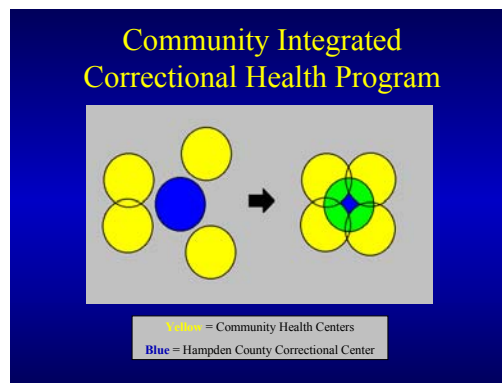 Community Integrated
Correctional Health Program
Yellow = Community Health Centers
Blue = Hampden County Correctional Center